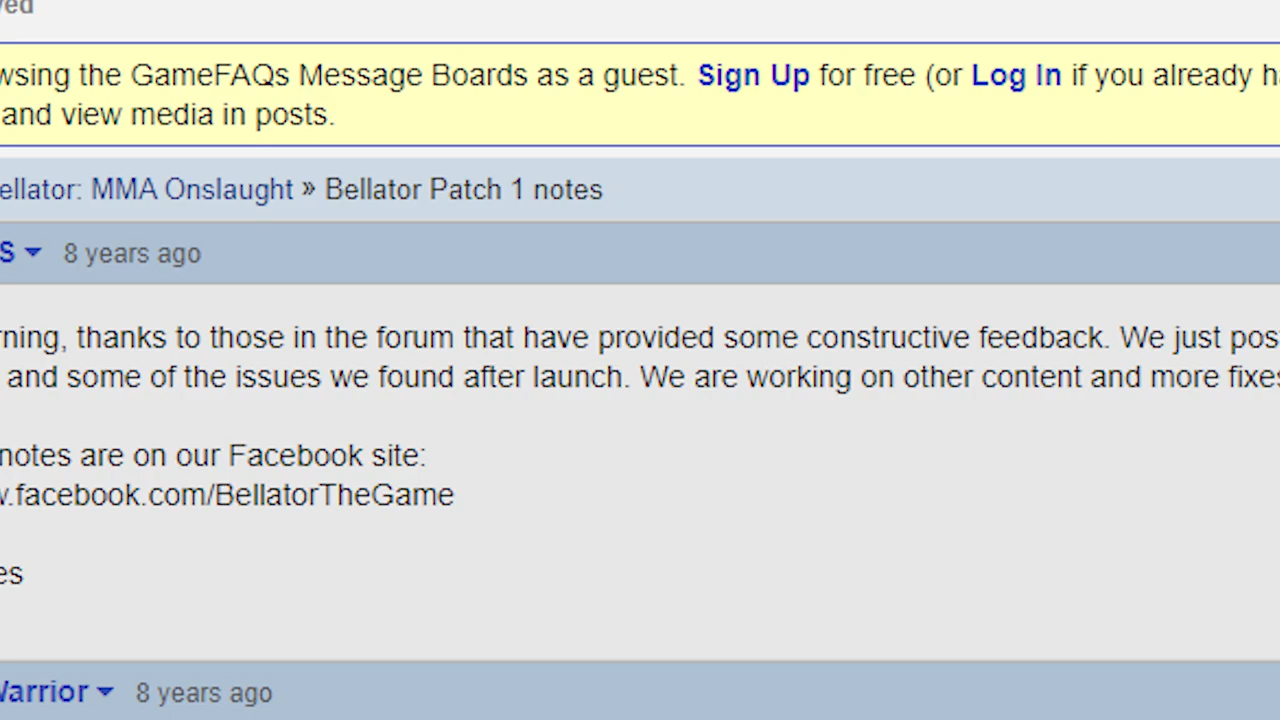 ved
wsing the GameFAQs Message Boards as a guest. Sign Up for free (or Log In if you already ha
and view media in posts.
ellator: MMA Onslaught » Bellator Patch 1 notes
S 8 years ago
rning, thanks to those in the forum that have provided some constructive feedback. We just pos
and some of the issues we found after launch. We are working on other content and more fixes
notes are on our Facebook site:
w.facebook.com/BellatorTheGame
es
Warrior 8 years ago